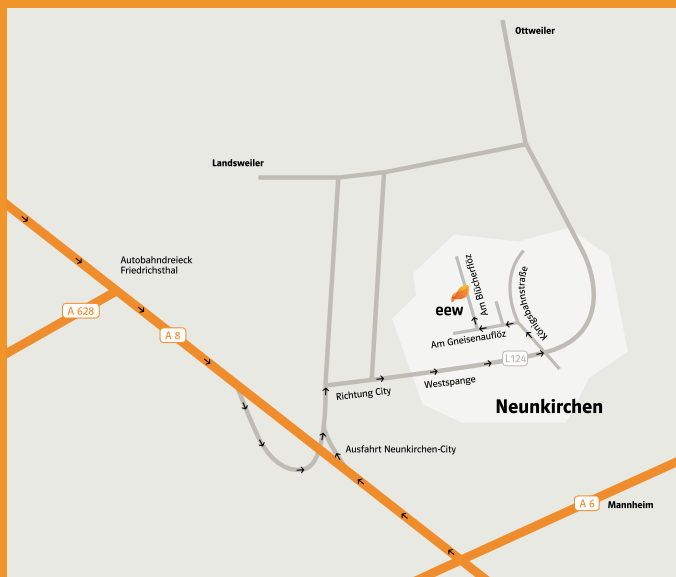 Ottweiler
Landsweiler
Autobahndreieck
Friedrichsthal
A 628
A 8
Am Blücherflöz
Königsbahnstraße
eew
Am Gneisenauflöz
L124
Westspange
Richtung City
Neunkirchen
Ausfahrt Neunkirchen-City
A 6
Mannheim